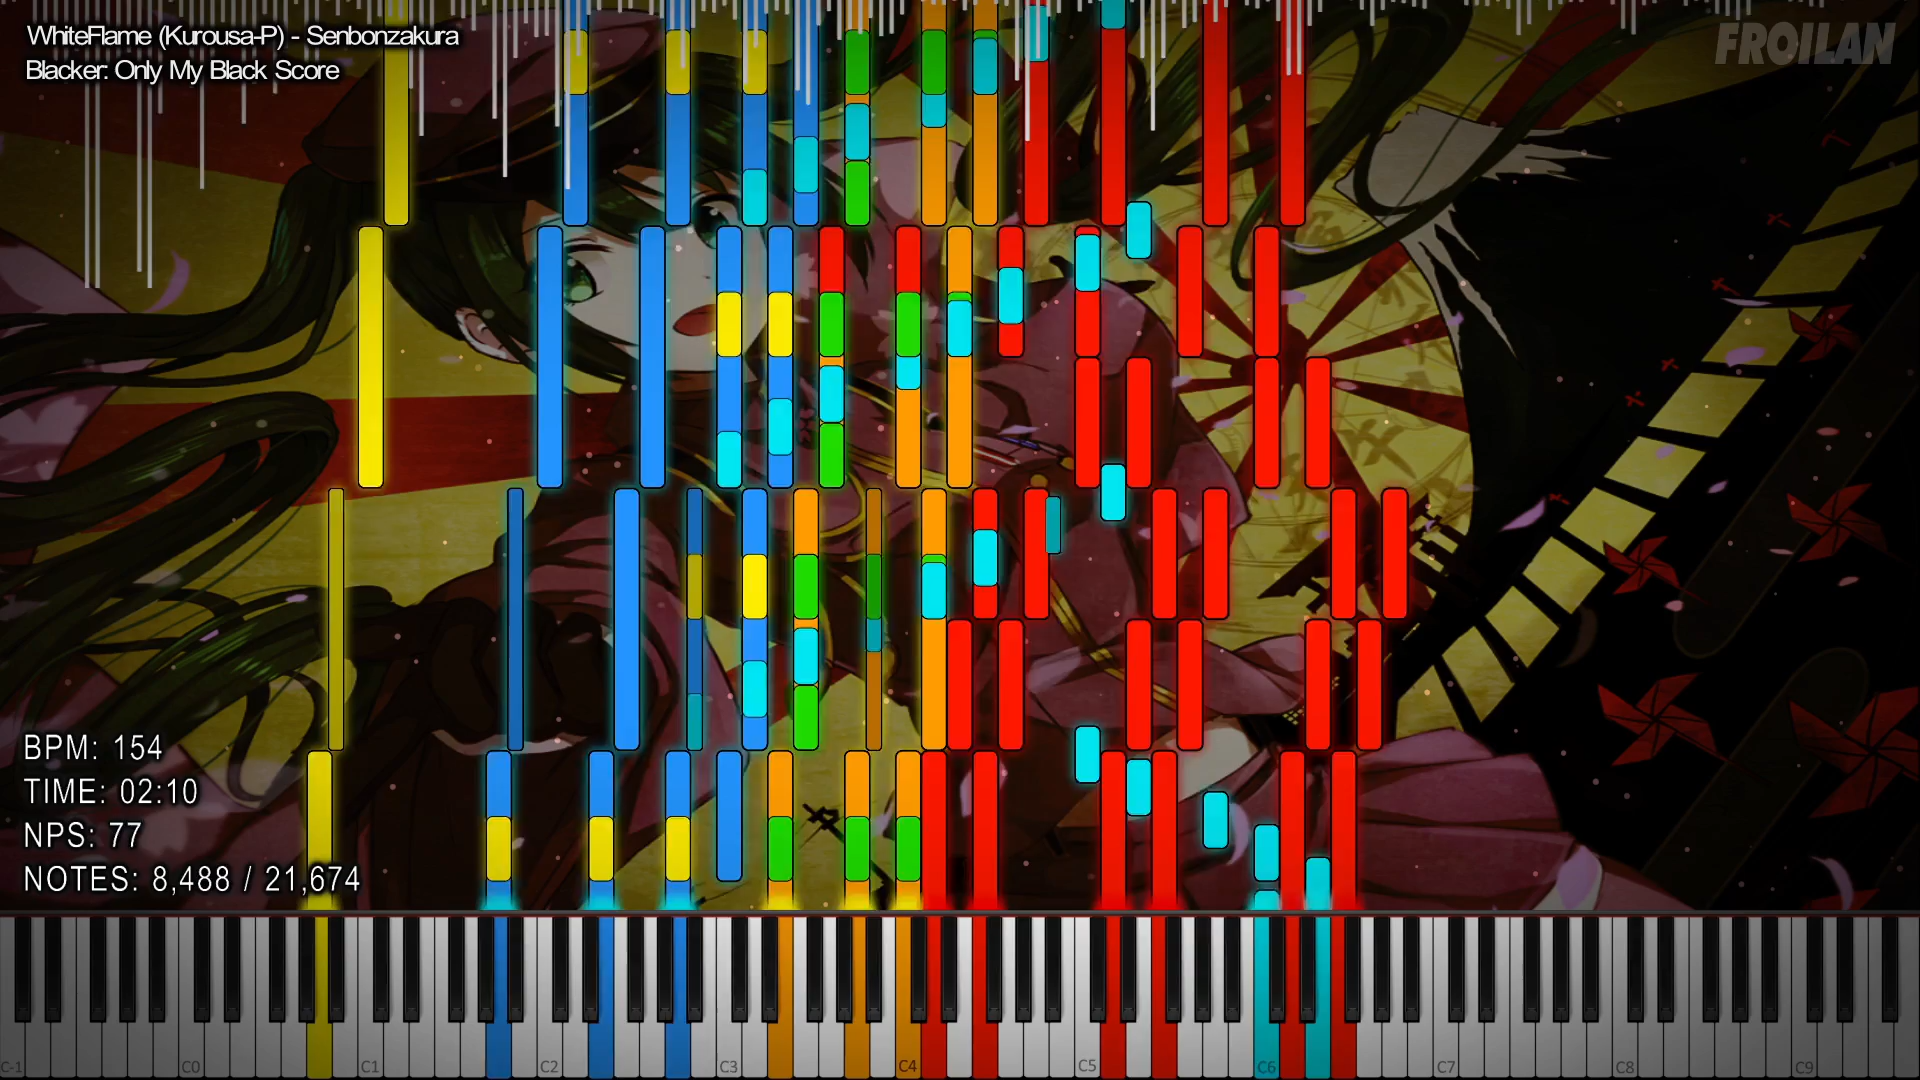 WhiteFlame (Kurousa-P) - Senbonzakura
Blacker: Only My Black Score
FROILAN
BPM: 154
TIME: 02:10
NPS: 77
NOTES: 8,488 / 21,674
C-1 C0 C1 C2 C3 C4 C5 C6 C7 C8 C9